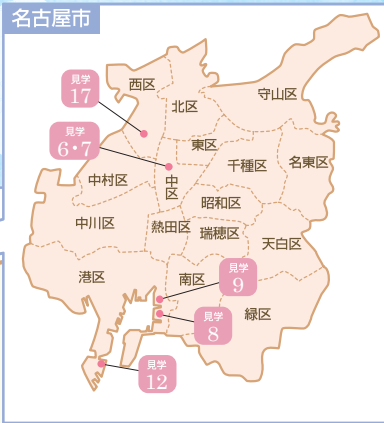 名古屋市
西区
見学
17
北区
守山区
見学
6・7
東区
千種区
名東区
中村区
中区
昭和区
中川区
熱田区
瑞穂区
天白区
港区
南区
見学
9
見学
8
緑区
見学
12